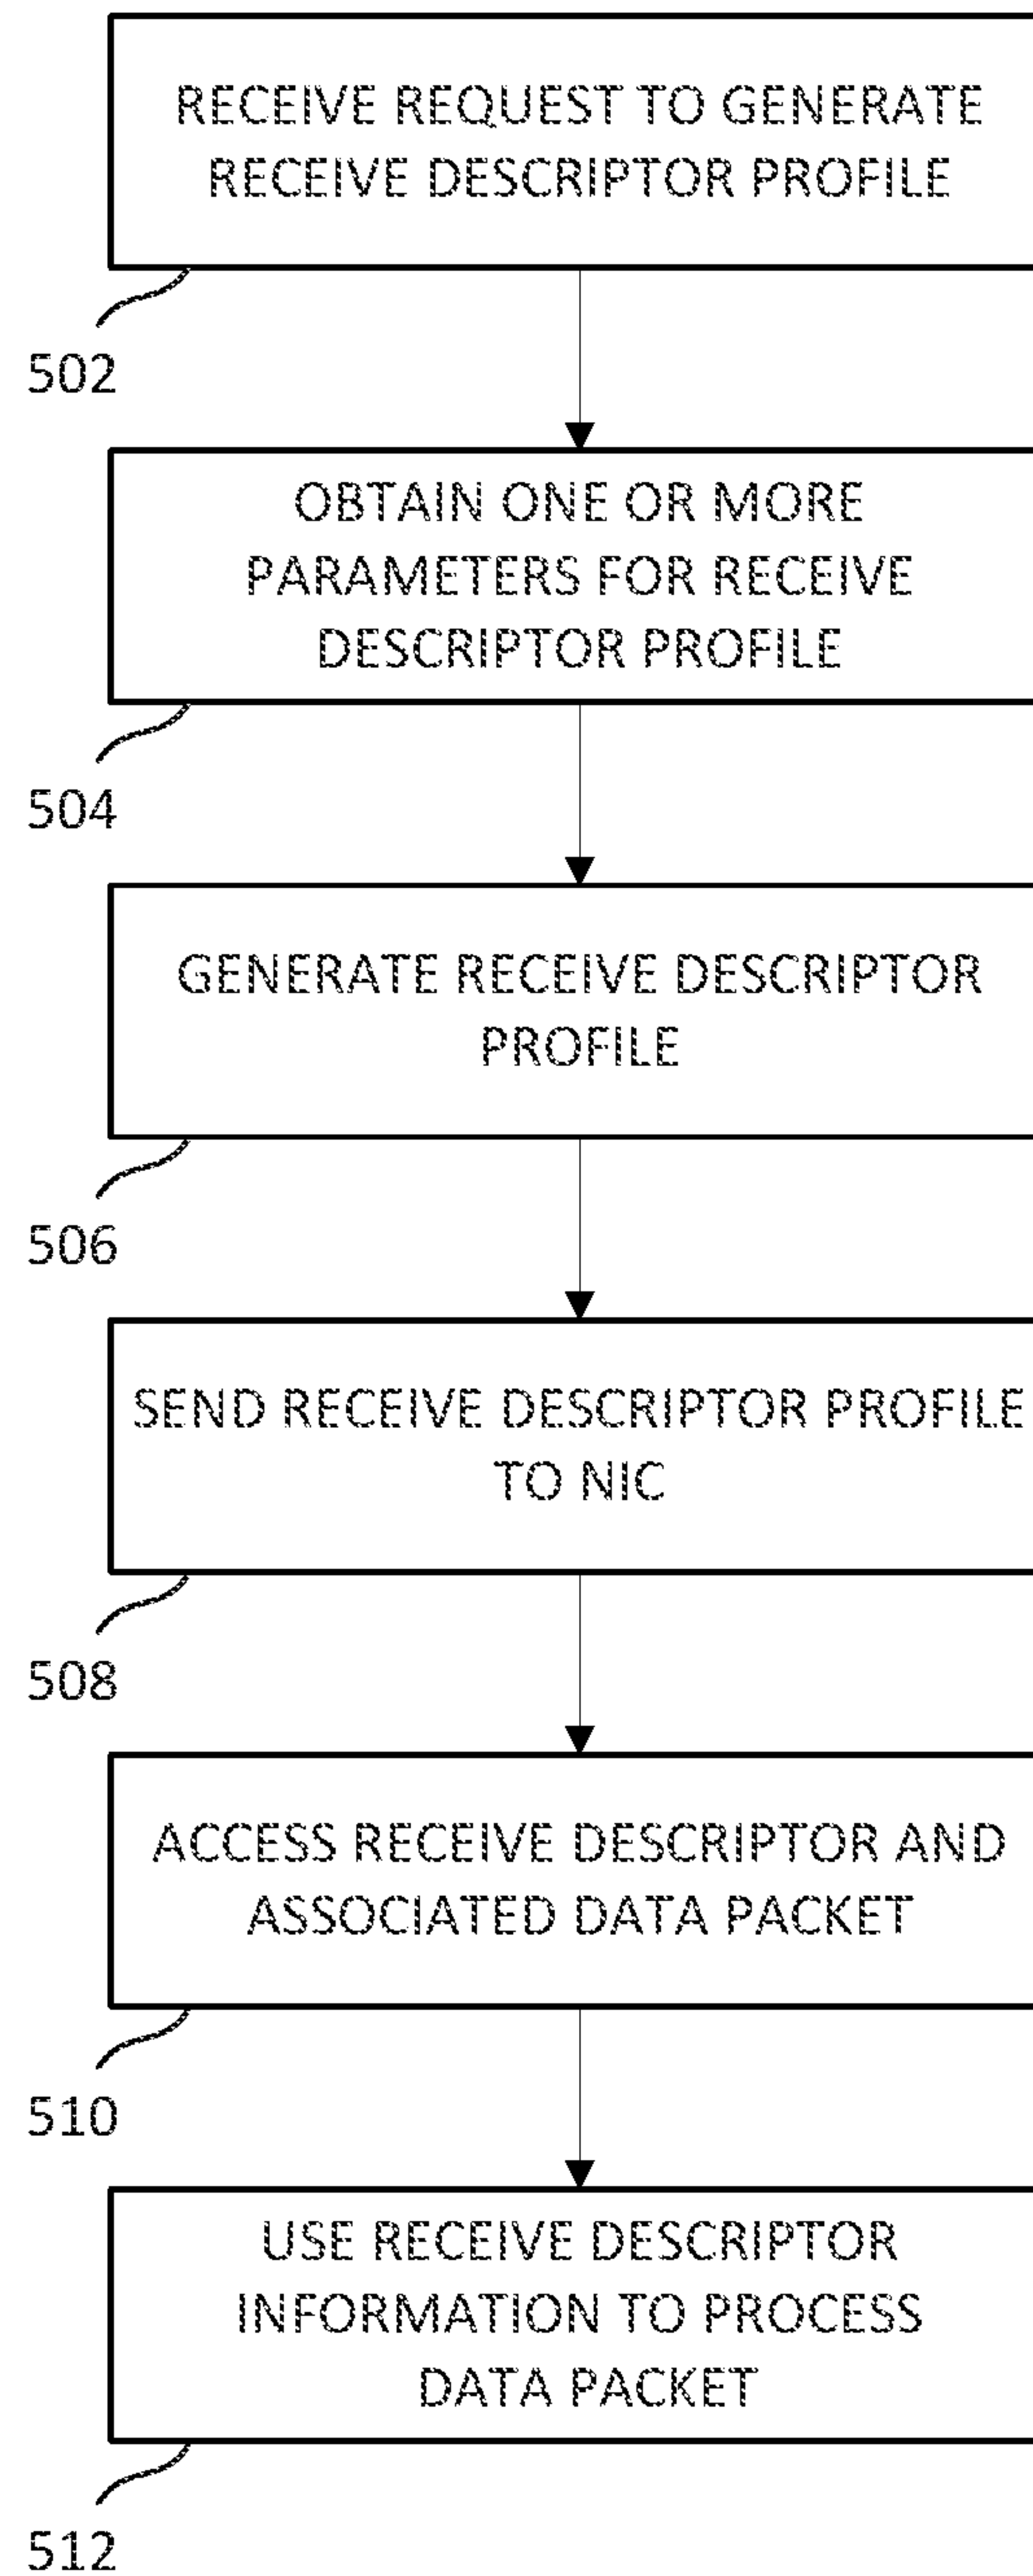 RECEIVE REQUEST TO GENERATE
RECEIVE DESCRIPTOR PROFILE
502
OBTAIN ONE OR MORE
PARAMETERS FOR RECEIVE
DESCRIPTOR PROFILE
504
GENERATE RECEIVE DESCRIPTOR
PROFILE
506
SEND RECEIVE DESCRIPTOR PROFILE
TO NIC
508
ACCESS RECEIVE DESCRIPTOR AND
ASSOCIATED DATA PACKET
510
USE RECEIVE DESCRIPTOR
INFORMATION TO PROCESS
DATA PACKET
512